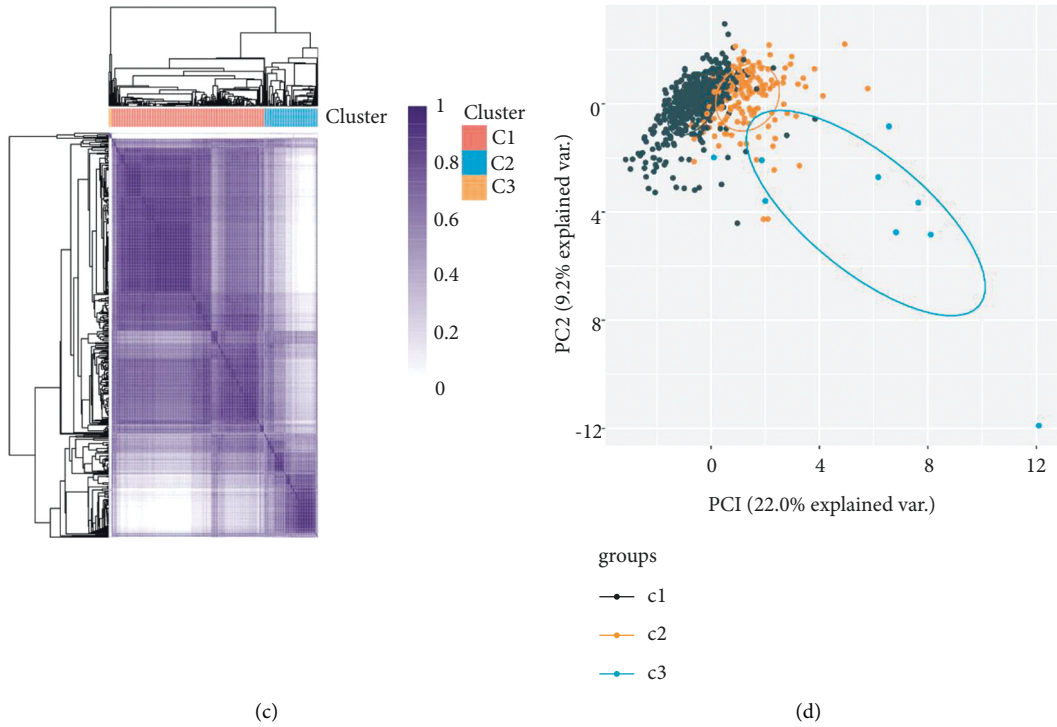 (c)
Cluster
1
0.8
0.6
0.4
0.2
0
Cluster
C1
C2
C3
(d)
PC2 (9.2% explained var.)
0
4
8
-12
0
4
8
12
PCI (22.0% explained var.)
groups
c1
c2
c3
(c)
(d)